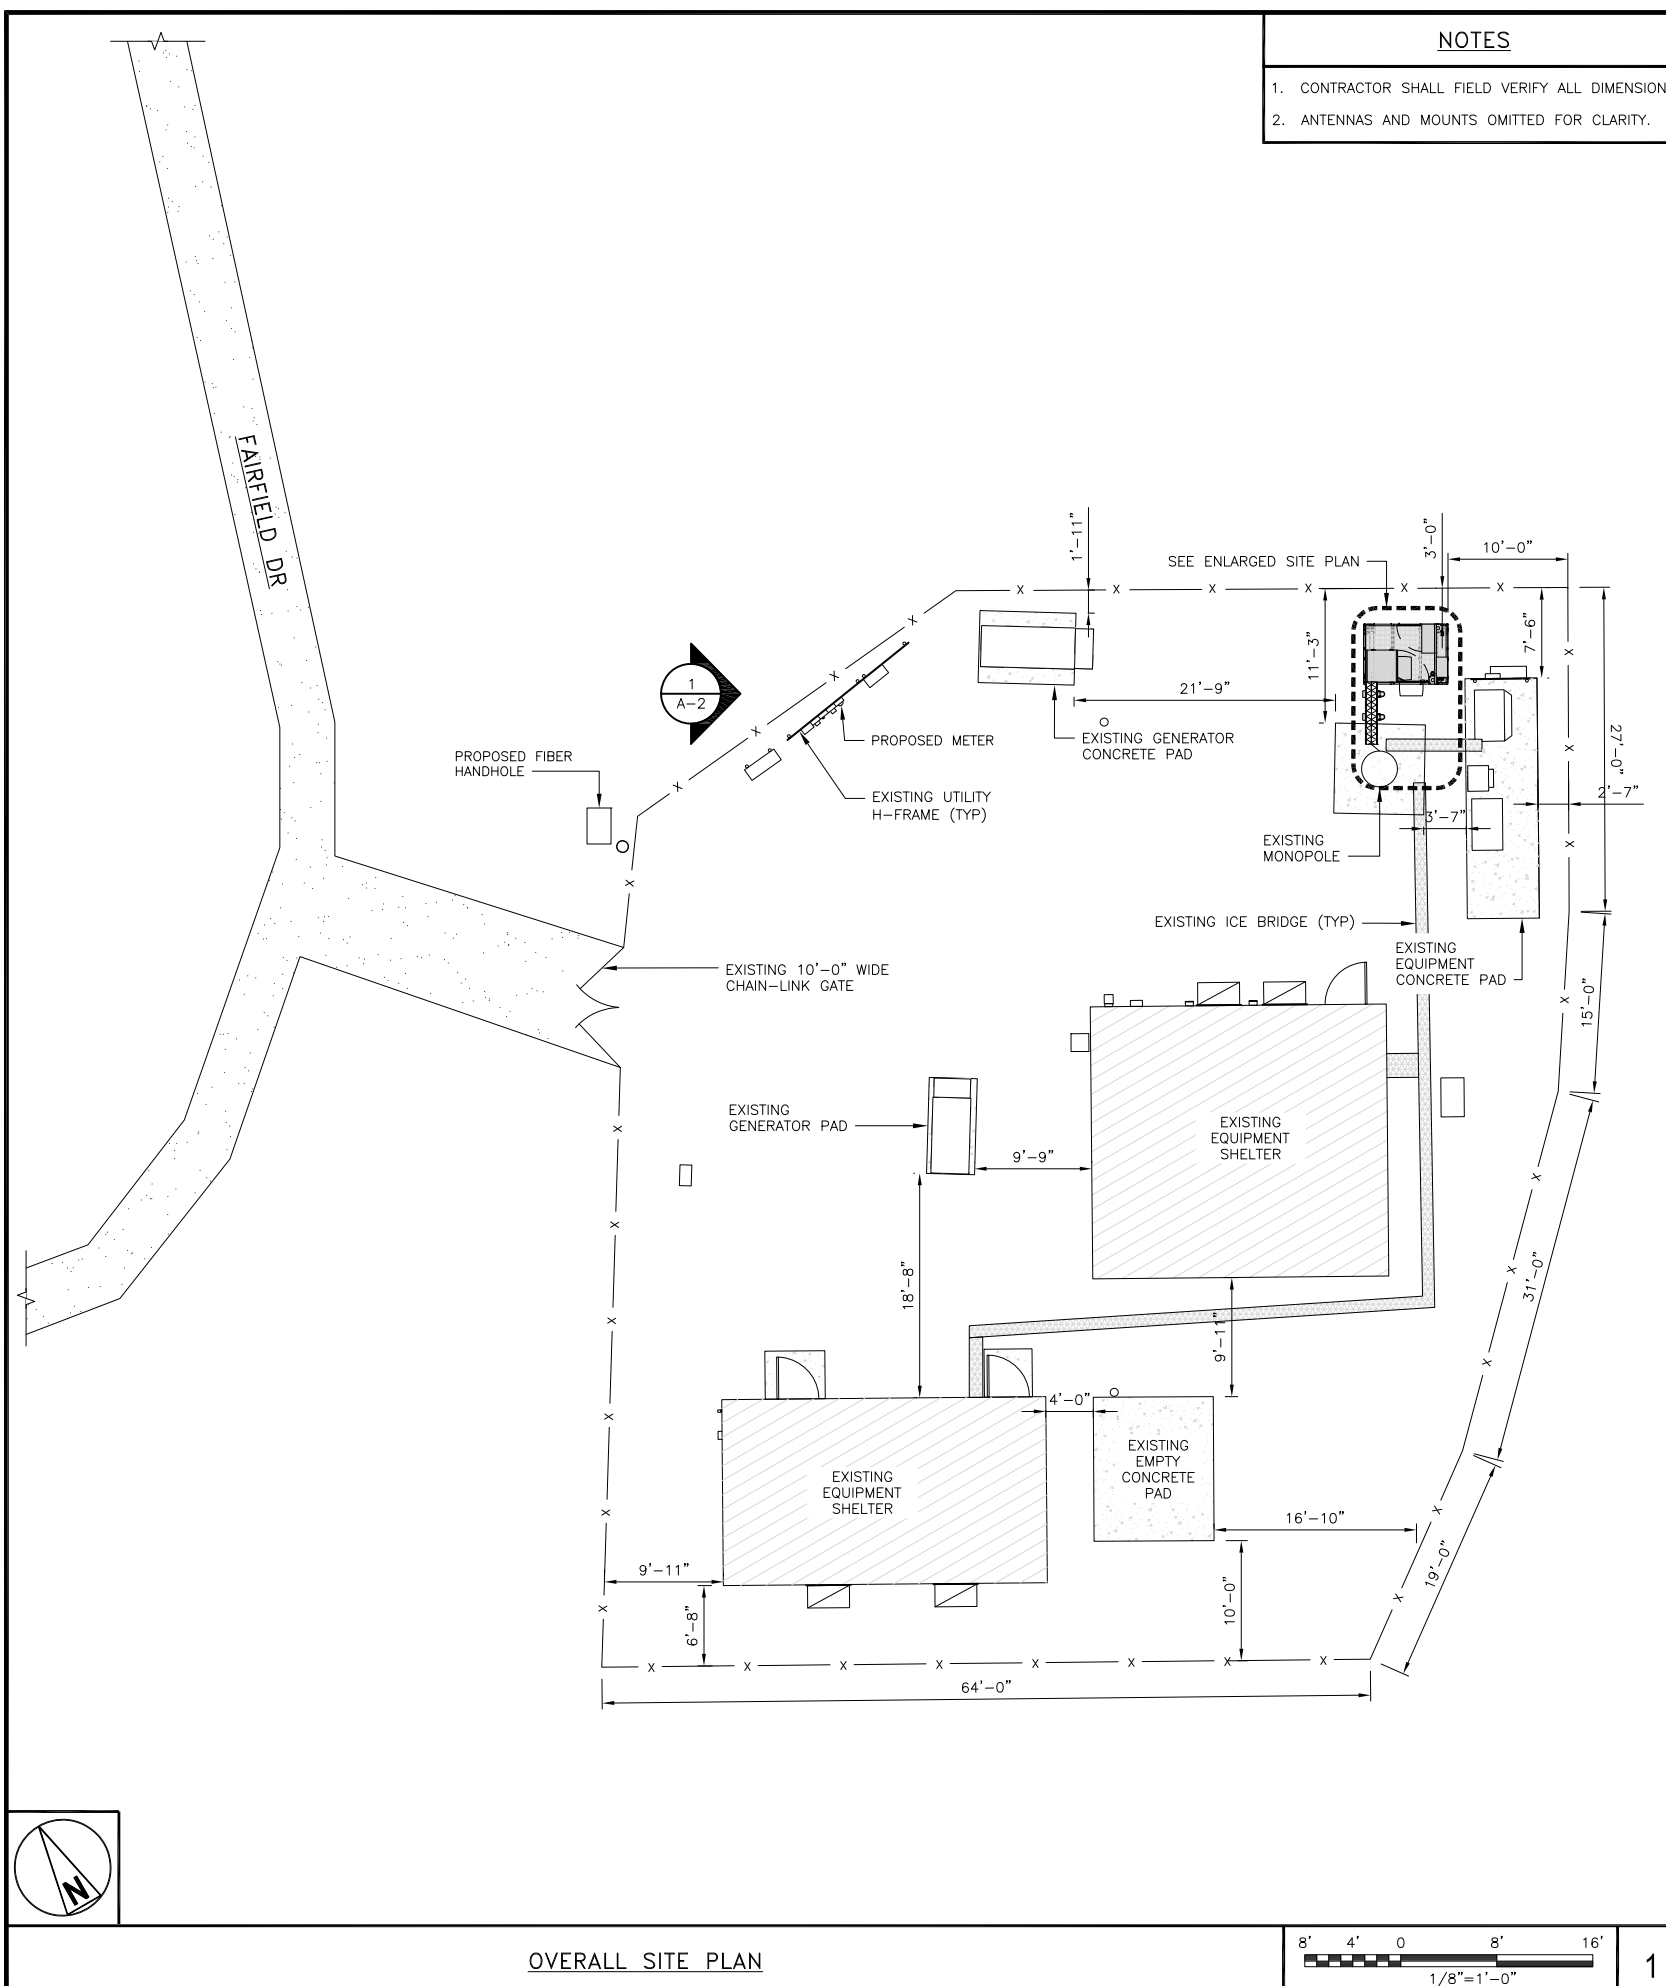 NOTES
1. CONTRACTOR SHALL FIELD VERIFY ALL DIMENSION
2. ANTENNAS AND MOUNTS OMITTED FOR CLARITY.
FAIRFIELD DR
1'-11"
SEE ENLARGED SITE PLAN
3'-0"
10'-0"
11'-3"
7'-6"
27'-0"
21'-9"
1
A-2
PROPOSED METER
EXISTING GENERATOR
CONCRETE PAD
PROPOSED FIBER
HANDHOLE
EXISTING UTILITY
H-FRAME (TYP)
2'-7"
3'-7"
EXISTING
MONOPOLE
EXISTING ICE BRIDGE (TYP)
EXISTING
EQUIPMENT
CONCRETE PAD
EXISTING 10'-0" WIDE
CHAIN-LINK GATE
15'-0"
EXISTING
GENERATOR PAD
EXISTING
EQUIPMENT
SHELTER
9'-9"
18'-8"
31'-0"
9'-11"
4'-0"
EXISTING
EMPTY
CONCRETE
PAD
EXISTING
EQUIPMENT
SHELTER
16'-10"
19'-0"
9'-11"
6'-8"
10'-0"
64'-0"
N
OVERALL SITE PLAN
8' 4' 0 8' 16'
1/8"=1'-0"
1